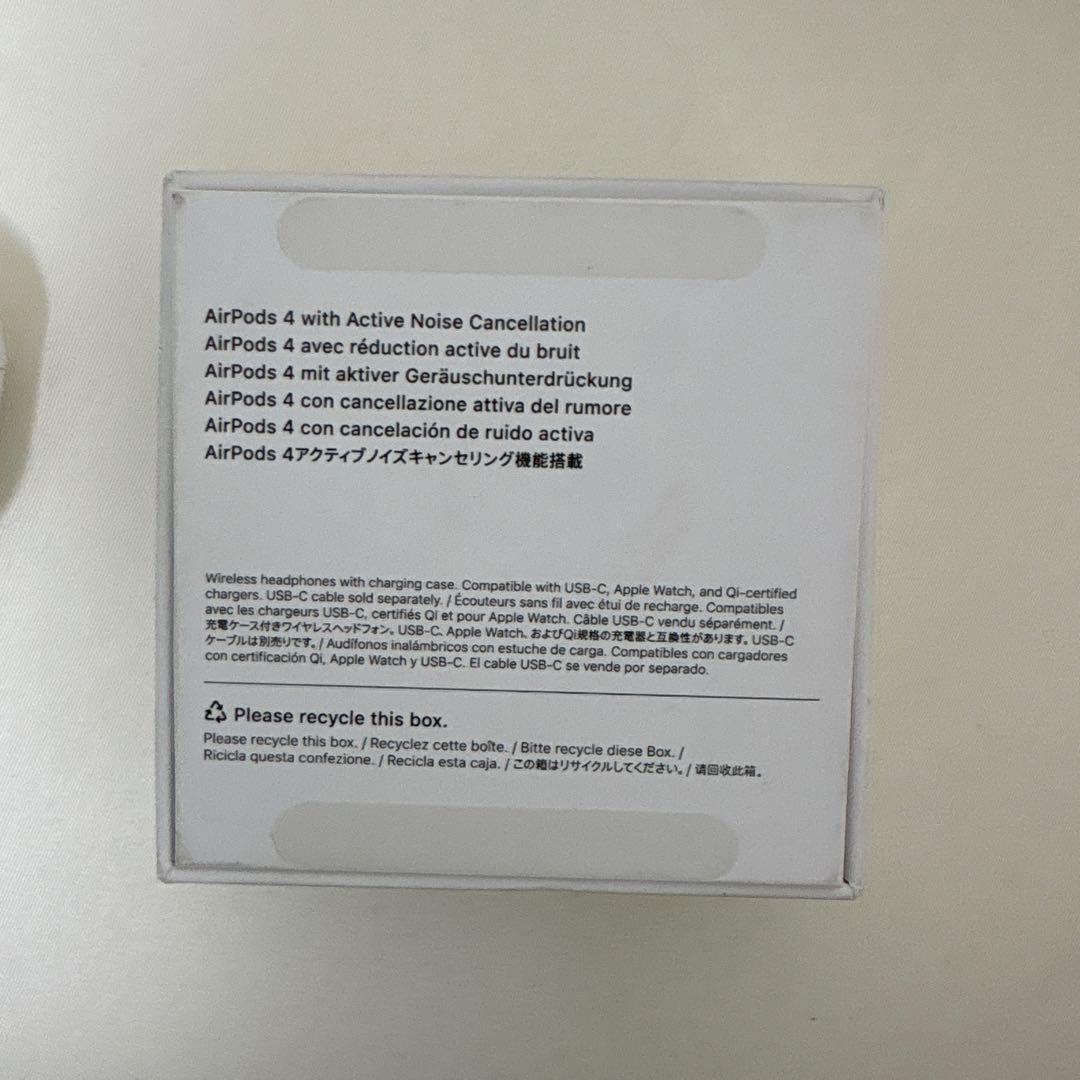 AirPods 4 with Active Noise Cancellation
AirPods 4 avec réduction active du bruit
AirPods 4 mit aktiver Geräuschunterdrückung
AirPods 4 con cancellazione attiva del rumore
AirPods 4 con cancelación de ruido activa
AirPods 4アクティブノイズキャンセリング機能搭載
Wireless headphones with charging case. Compatible with USB-C, Apple Watch, and Qi-certified
chargers. USB-C cable sold separately. / Écouteurs sans fil avec étui de recharge. Compatibles
avec les chargeurs USB-C, certifiés Qi et pour Apple Watch. Câble USB-C vendu séparément. /
充電ケース付きワイヤレスヘッドフォン。USB-C、Apple Watch、およびQi規格の充電器と互換性があります。USB-C
ケーブルは別売りです。/ Audífonos inalámbricos con estuche de carga. Compatibles con cargadores
con certificación Qi, Apple Watch y USB-C. El cable USB-C se vende por separado.
Please recycle this box.
Please recycle this box. / Recyclez cette boîte. / Bitte recycle diese Box. /
Ricicla questa confezione. / Recicla esta caja. / この箱はリサイクルしてください。/ 请回收此箱。